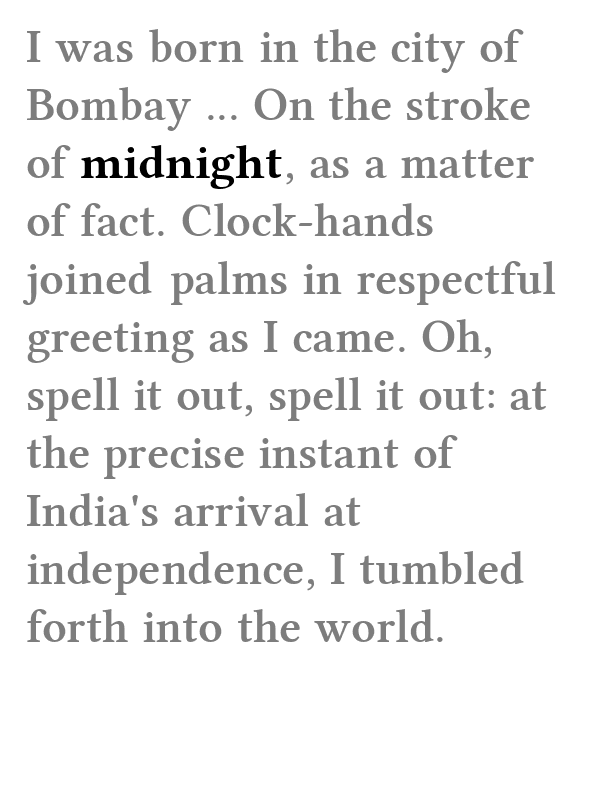 I was born in the city of
Bombay ... On the stroke
of midnight, as a matter
of fact. Clock-hands
joined palms in respectful
greeting as I came. Oh,
spell it out, spell it out: at
the precise instant of
India's arrival at
independence, I tumbled
forth into the world.